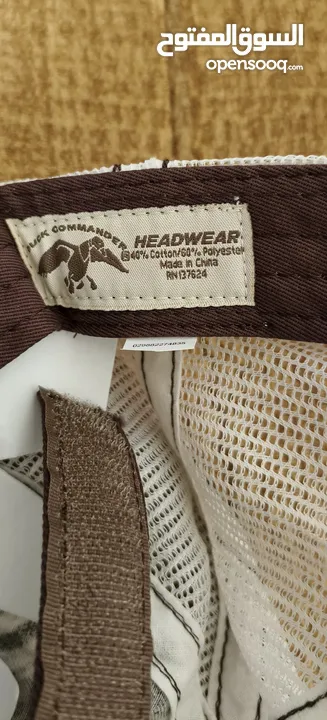 السوق المفتوح
opensooq.com
DUCK COMMANDER
HEADWEAR
40% Cotton/60% Polyester
Made in China
RN137624